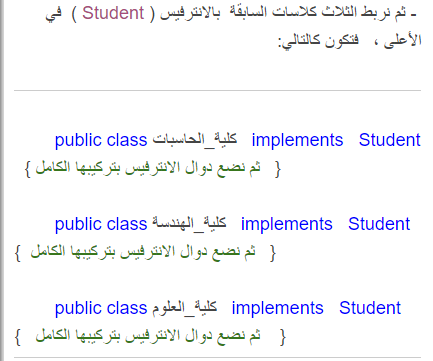 - ثم نربط الثلاث كلاسات السابقة بالانترفيس ( Student ) في
الأعلى ، فتكون كالتالي:
public class كلية_الحاسبات implements Student
{ ثم نضع دوال الانترفيس بتركيبها الكامل }
public class كلية_الهندسة implements Student
{ ثم نضع دوال الانترفيس بتركيبها الكامل }
public class كلية_العلوم implements Student
{ ثم نضع دوال الانترفيس بتركيبها الكامل }